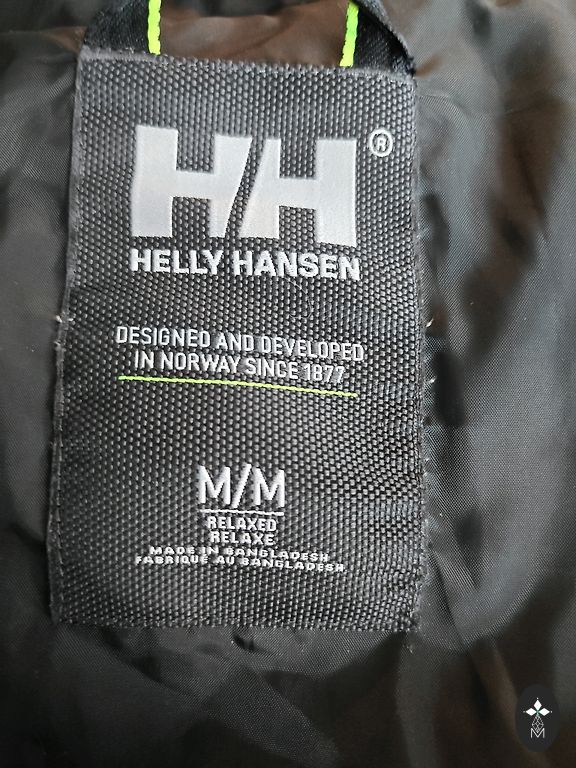 HH®
HELLY HANSEN
DESIGNED AND DEVELOPED
IN NORWAY SINCE 1877
M/M
RELAXED
RELAXE
MADE IN BANGLADESH
FABRIQUÉ AU BANGLADESH
M